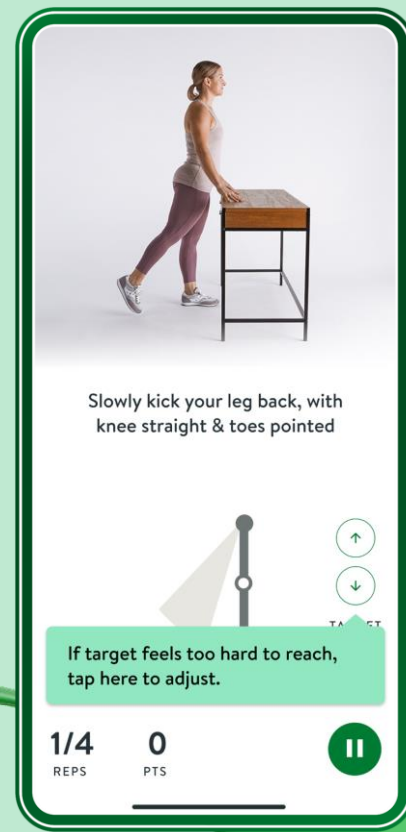 Slowly kick your leg back, with
knee straight & toes pointed
If target feels too hard to reach,
tap here to adjust.
1/4
REPS
0
PTS